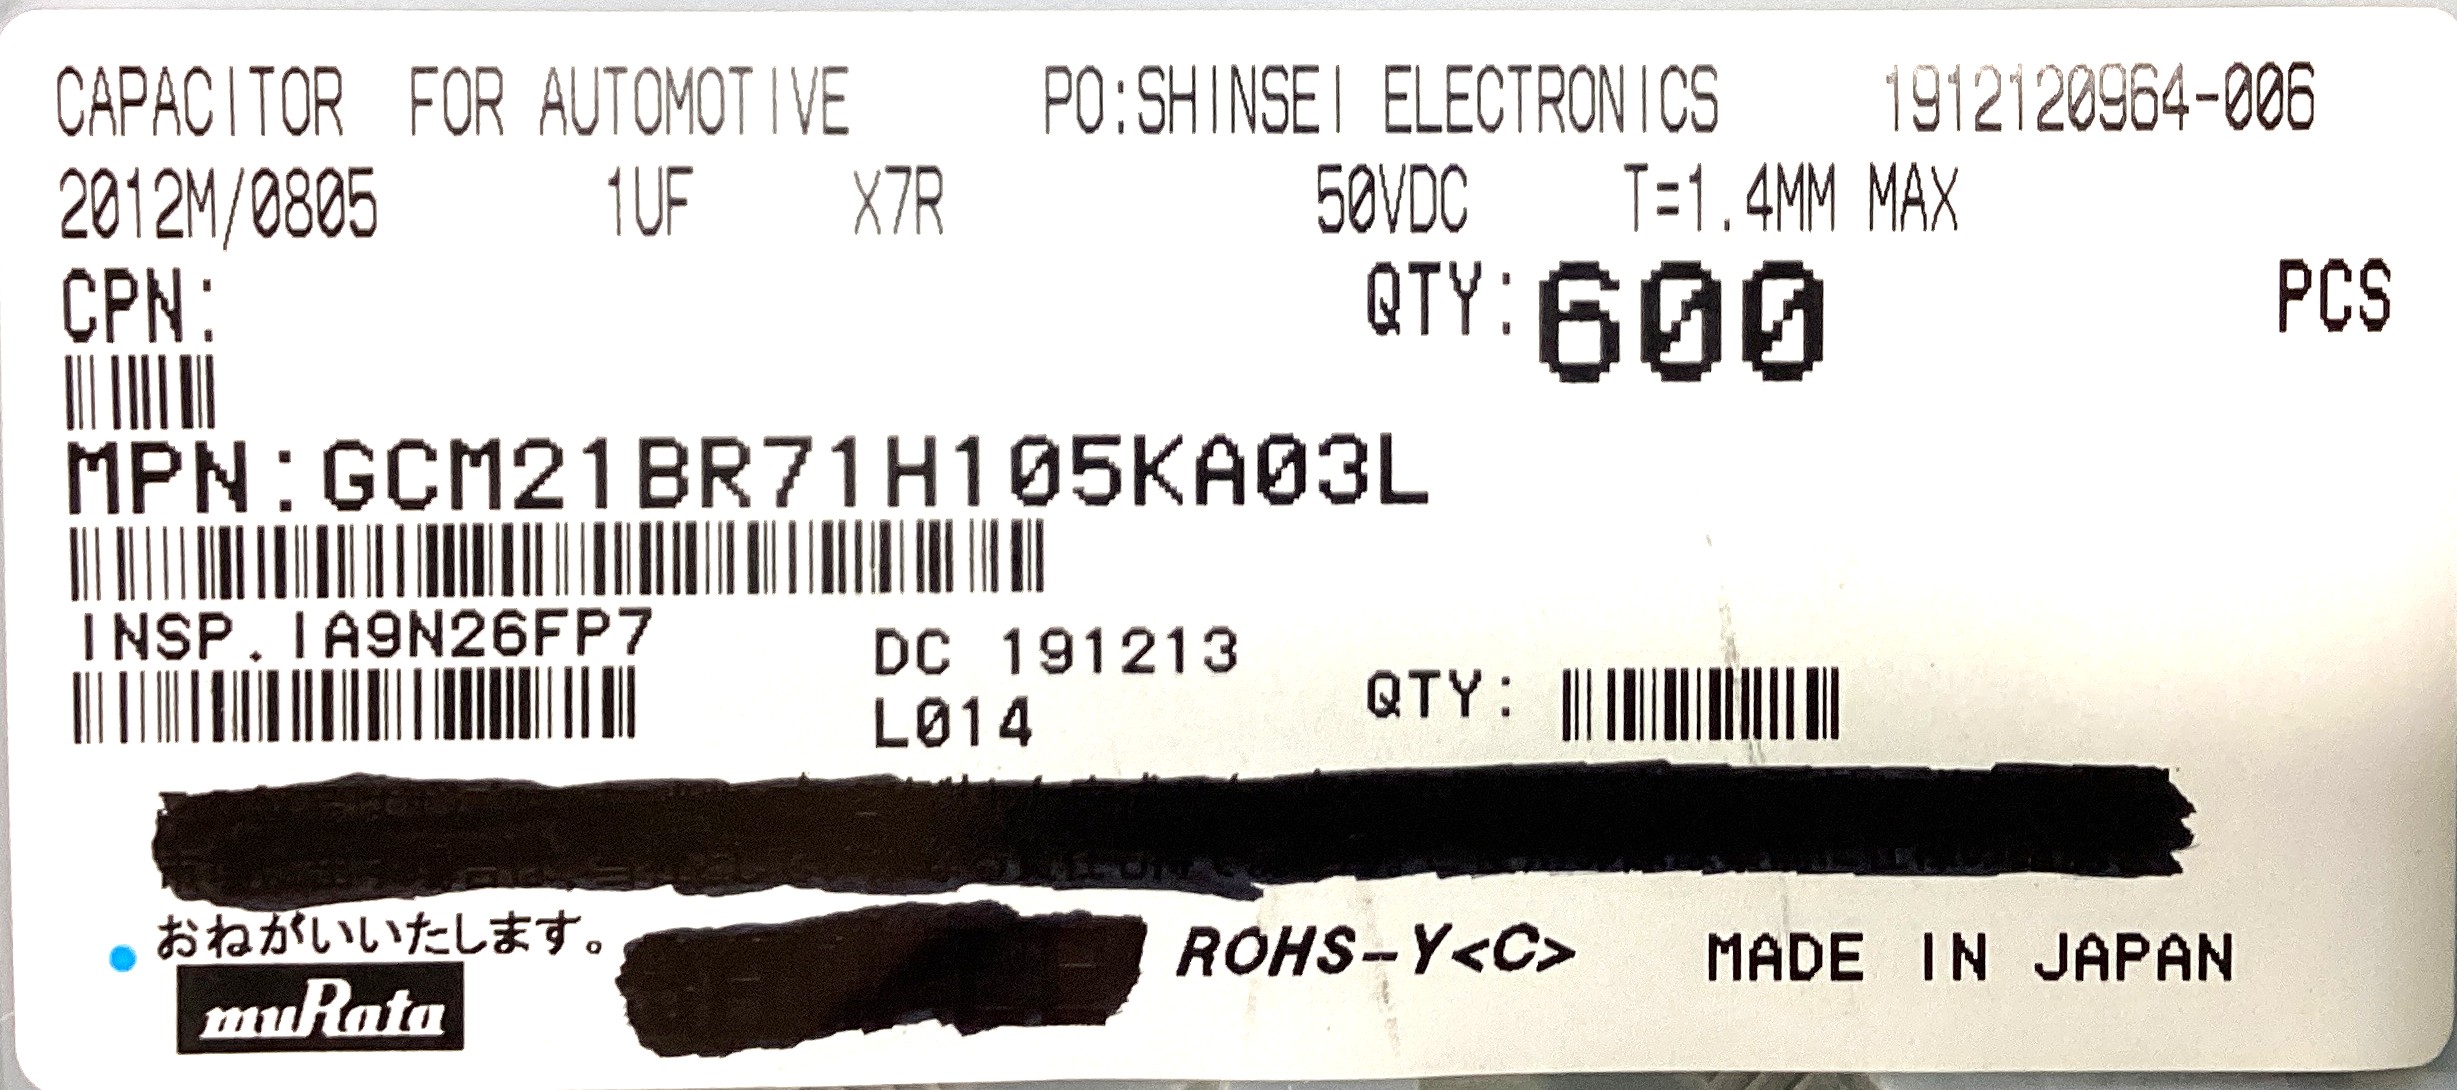 CAPACITOR FOR AUTOMOTIVE PO:SHINSEI ELECTRONICS 1912120964-006
2012M/0805 1UF X7R 50VDC T=1.4MM MAX
CPN: QTY:600 PCS
MPN:GCM21BR71H105KA03L
INSP.IA9N26FP7 DC 191213
L014 QTY:
おねがいいたします。
ROHS-Y<C> MADE IN JAPAN
muRata